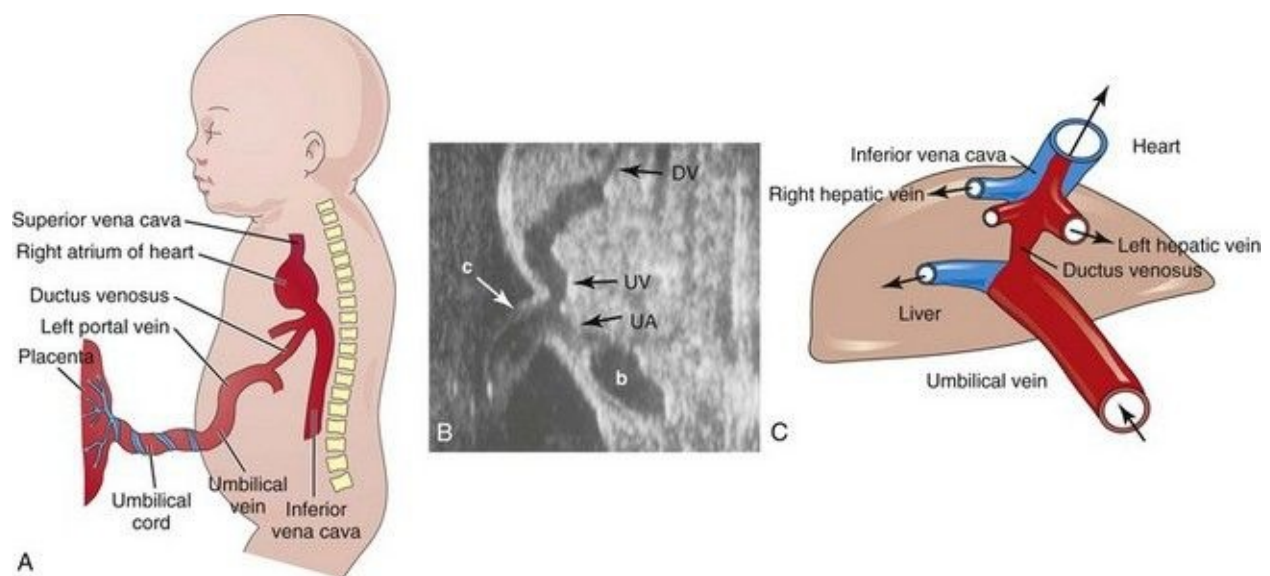 Superior vena cava
Right atrium of heart
Ductus venosus
Left portal vein
Placenta
Umbilical
cord
Umbilical
vein
Inferior
vena cava
A
DV
c
UV
UA
b
B
Inferior vena cava
Heart
Right hepatic vein
Left hepatic vein
Ductus venosus
Liver
Umbilical vein
C